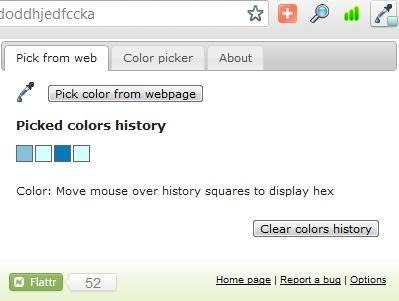 doddhjedfccka
Pick from web Color picker About
Pick color from webpage
Picked colors history
Color: Move mouse over history squares to display hex
Clear colors history
Flattr 52 Home page | Report a bug | Options